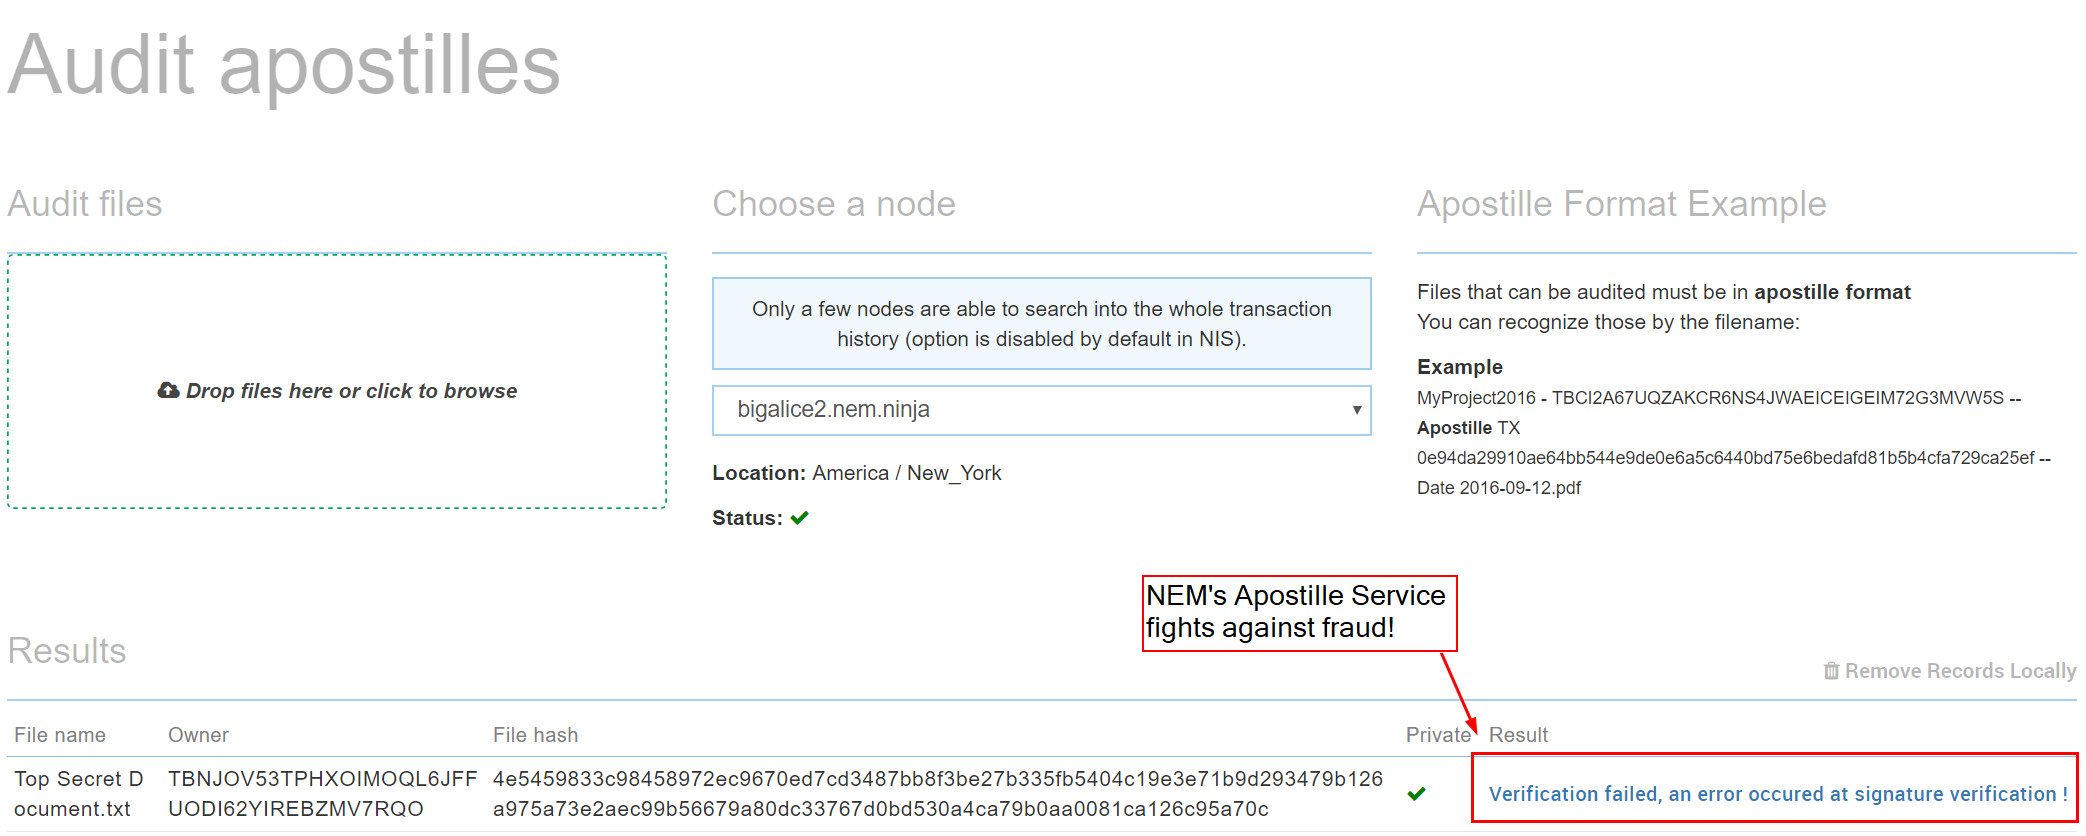 Audit apostilles
Audit files
Drop files here or click to browse
Choose a node
Only a few nodes are able to search into the whole transaction
history (option is disabled by default in NIS).
bigalice2.nem.ninja
Location: America / New_York
Status:
Apostille Format Example
Files that can be audited must be in apostille format
You can recognize those by the filename:
Example
MyProject2016 - TBCI2A67UQZAKCR6NS4JWAEICEIGEIM72G3MVW5S --
Apostille TX
0e94da29910ae64bb544e9de0e6a5c6440bd75e6bedafd81b5b4cfa729ca25ef --
Date 2016-09-12.pdf
NEM's Apostille Service
fights against fraud!
Results
Remove Records Locally
File name Owner File hash Private Result
Top Secret D TBNJOV53TPHXOIMOQL6JFF 4e5459833c98458972ec9670ed7cd3487bb8f3be27b335fb5404c19e3e71b9d293479b126
ocument.txt UODI62YIREBZMV7RQO a975a73e2aec99b56679a80dc33767d0bd530a4ca79b0aa0081ca126c95a70c
Verification failed, an error occured at signature verification !